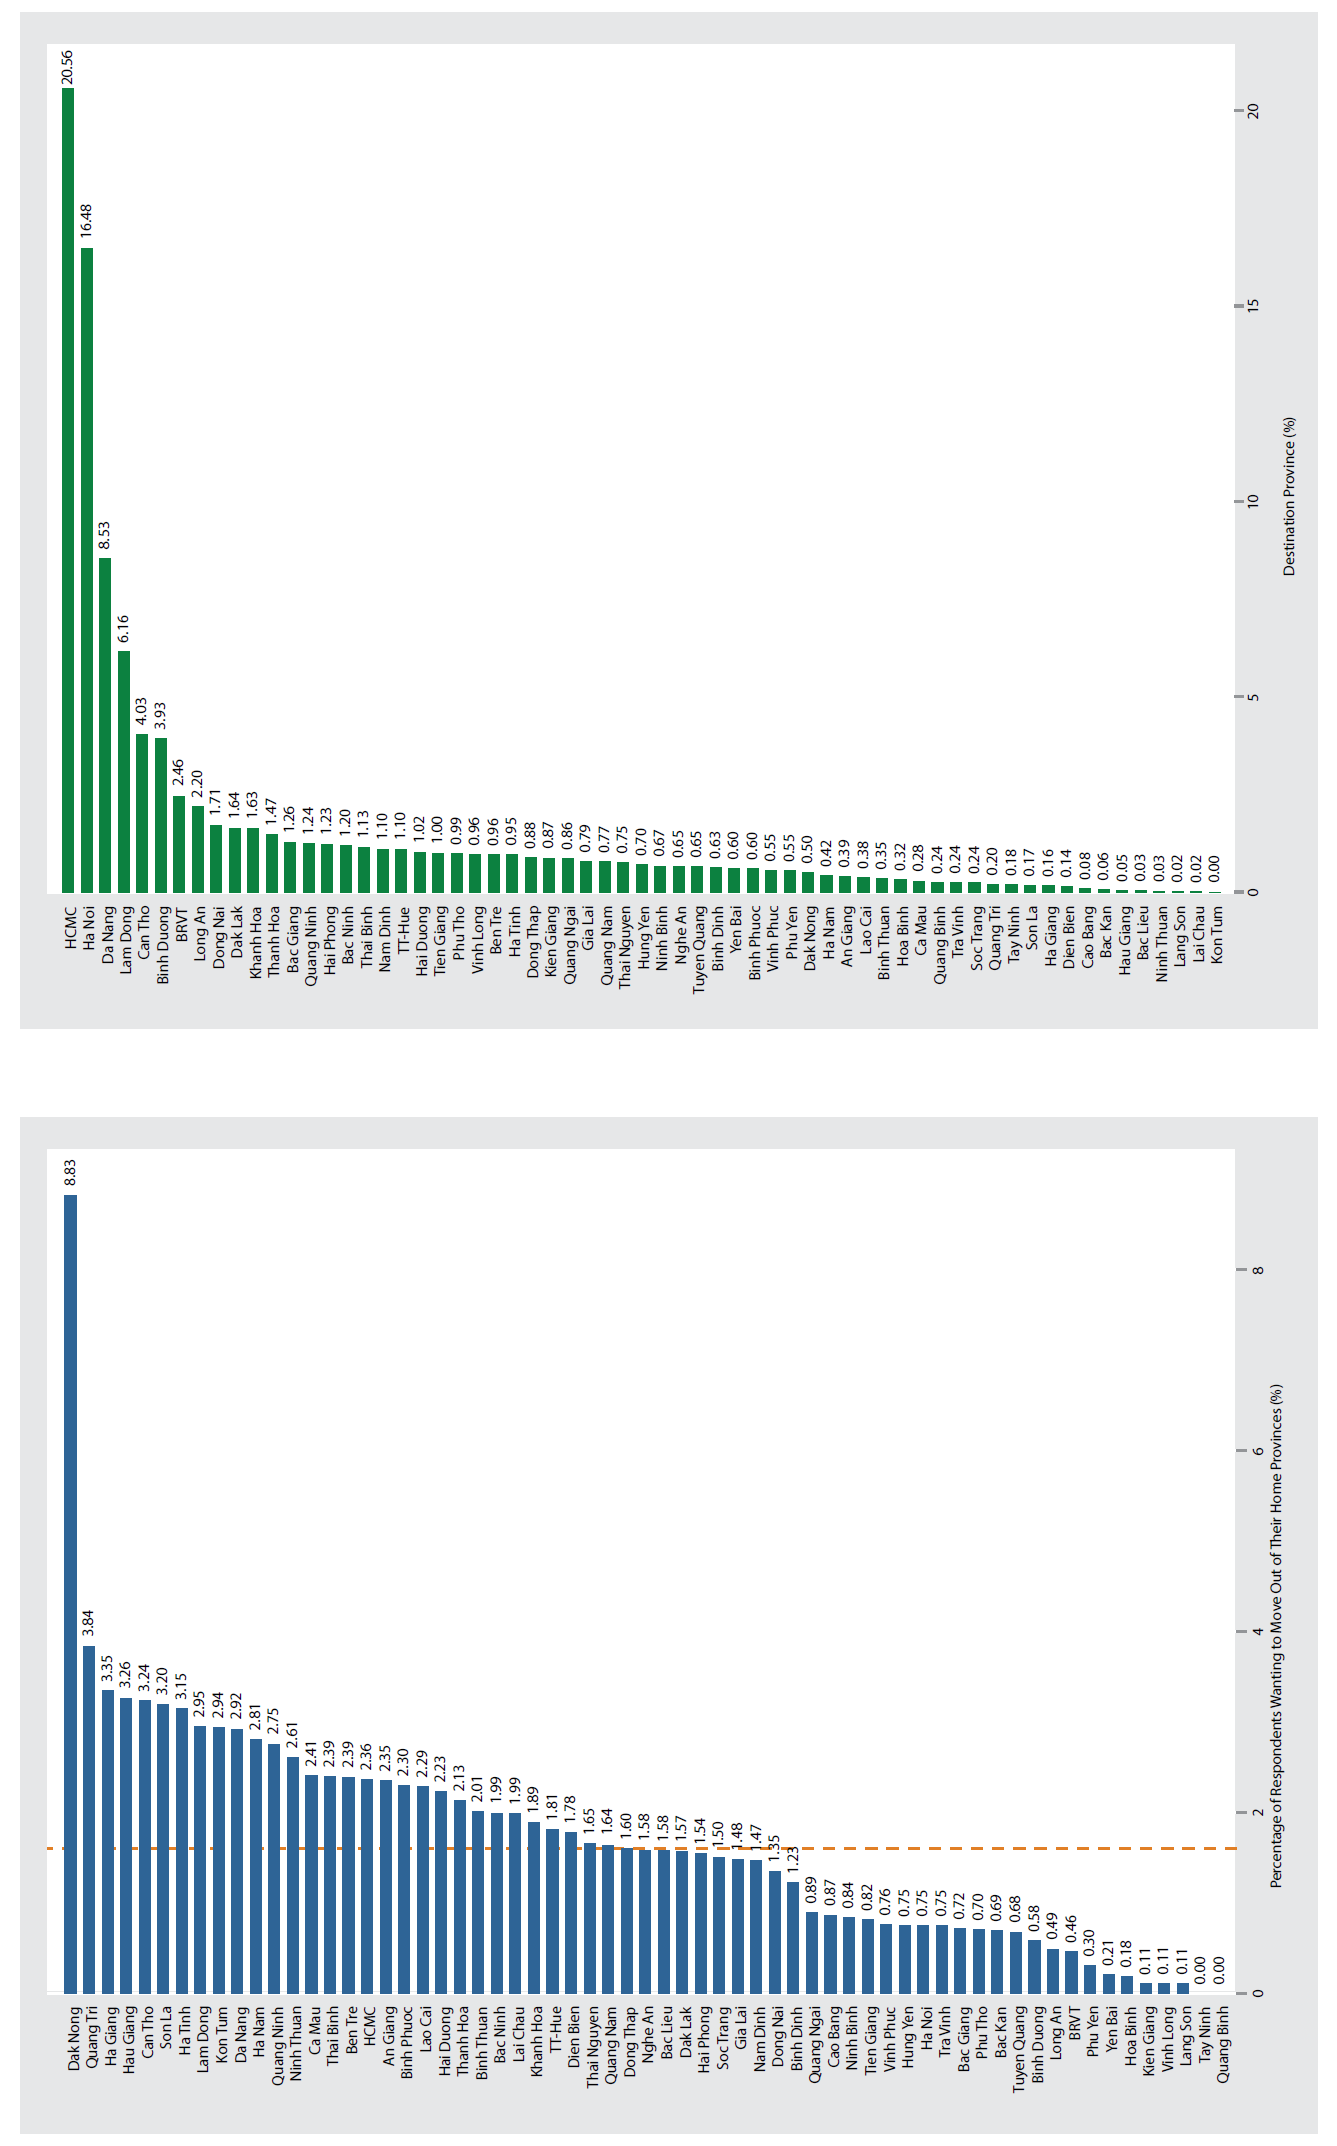 Dak Nong 8.83
Quang Tri 3.84
Ha Giang 3.35
Hau Giang 3.26
Can Tho 3.24
Son La 3.20
Ha Tinh 3.15
Lam Dong 2.95
Kon Tum 2.94
Da Nang 2.92
Ha Nam 2.81
Quang Ninh 2.75
Ninh Thuan 2.61
Ca Mau 2.41
Thai Binh 2.39
Ben Tre 2.39
HCMC 2.36
An Giang 2.35
Binh Phuoc 2.30
Lao Cai 2.29
Hai Duong 2.23
Thanh Hoa 2.13
Binh Thuan 2.01
Bac Ninh 1.99
Lai Chau 1.99
Khanh Hoa 1.89
TT-Hue 1.81
Dien Bien 1.78
Thai Nguyen 1.65
Quang Nam 1.64
Dong Thap 1.60
Nghe An 1.58
Bac Lieu 1.58
Dak Lak 1.57
Hai Phong 1.54
Soc Trang 1.50
Gia Lai 1.48
Nam Dinh 1.47
Dong Nai 1.35
Binh Dinh 1.23
Quang Ngai 0.89
Cao Bang 0.87
Ninh Binh 0.84
Tien Giang 0.82
Vinh Phuc 0.76
Hung Yen 0.75
Ha Noi 0.75
Tra Vinh 0.75
Bac Giang 0.72
Phu Tho 0.70
Bac Kan 0.69
Tuyen Quang 0.68
Binh Duong 0.58
Long An 0.49
BRVT 0.46
Phu Yen 0.30
Yen Bai 0.21
Hoa Binh 0.18
Kien Giang 0.11
Vinh Long 0.11
Lang Son 0.11
Tay Ninh 0.00
Quang Binh 0.00
0 2 4 6 8
Percentage of Respondents Wanting to Move Out of Their Home Provinces (%)
HCMC 20.56
Ha Noi 16.48
Da Nang 8.53
Lam Dong 6.16
Can Tho 4.03
Binh Duong 3.93
BRVT 2.46
Long An 2.20
Dong Nai 1.71
Dak Lak 1.64
Khanh Hoa 1.63
Thanh Hoa 1.47
Bac Giang 1.26
Quang Ninh 1.24
Hai Phong 1.23
Bac Ninh 1.20
Thai Binh 1.13
Nam Dinh 1.10
TT-Hue 1.10
Hai Duong 1.02
Tien Giang 1.00
Phu Tho 0.99
Vinh Long 0.96
Ben Tre 0.96
Ha Tinh 0.95
Dong Thap 0.88
Kien Giang 0.87
Quang Ngai 0.86
Gia Lai 0.79
Quang Nam 0.77
Thai Nguyen 0.75
Hung Yen 0.70
Ninh Binh 0.67
Nghe An 0.65
Tuyen Quang 0.65
Binh Dinh 0.63
Yen Bai 0.60
Binh Phuoc 0.60
Vinh Phuc 0.55
Phu Yen 0.55
Dak Nong 0.50
Ha Nam 0.42
An Giang 0.39
Lao Cai 0.38
Binh Thuan 0.35
Hoa Binh 0.32
Ca Mau 0.28
Quang Binh 0.24
Tra Vinh 0.24
Soc Trang 0.24
Quang Tri 0.20
Tay Ninh 0.18
Son La 0.17
Ha Giang 0.16
Dien Bien 0.14
Cao Bang 0.08
Bac Kan 0.06
Hau Giang 0.05
Bac Lieu 0.03
Ninh Thuan 0.03
Lang Son 0.02
Lai Chau 0.02
Kon Tum 0.00
0 5 10 15 20
Destination Province (%)